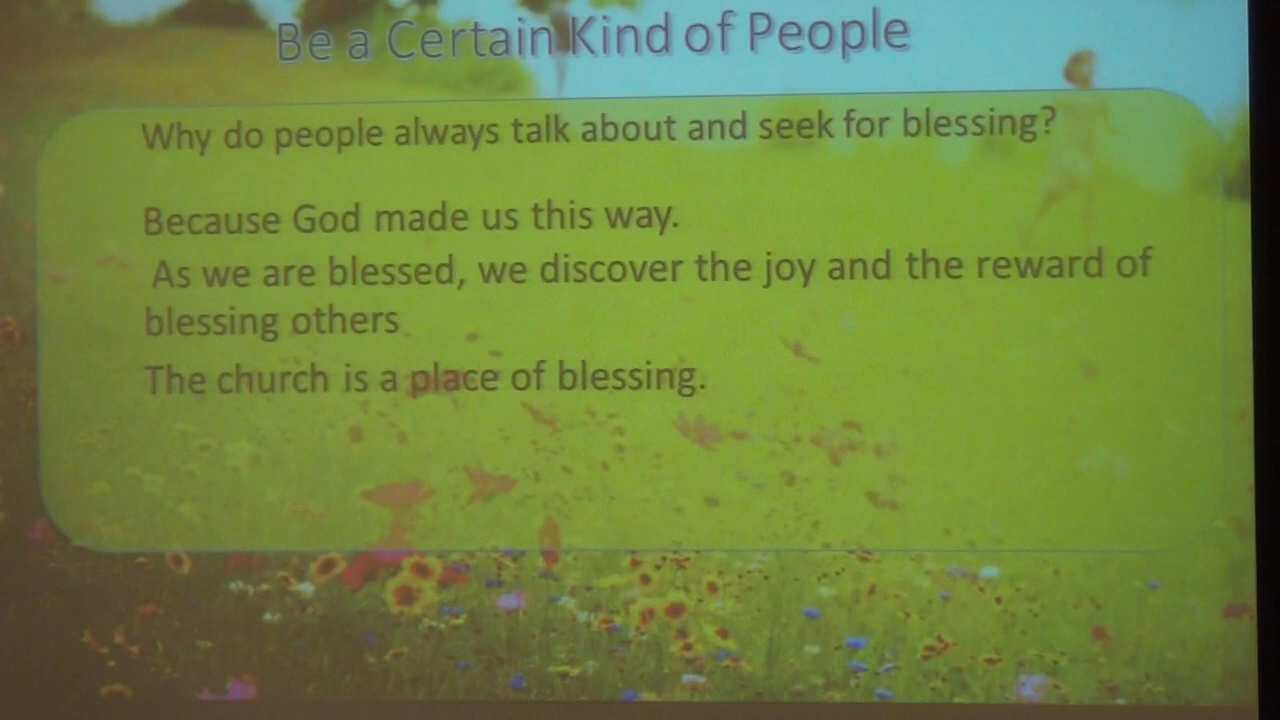 Be a Certain Kind of People
Why do people always talk about and seek for blessing?
Because God made us this way.
As we are blessed, we discover the joy and the reward of
blessing others
The church is a place of blessing.